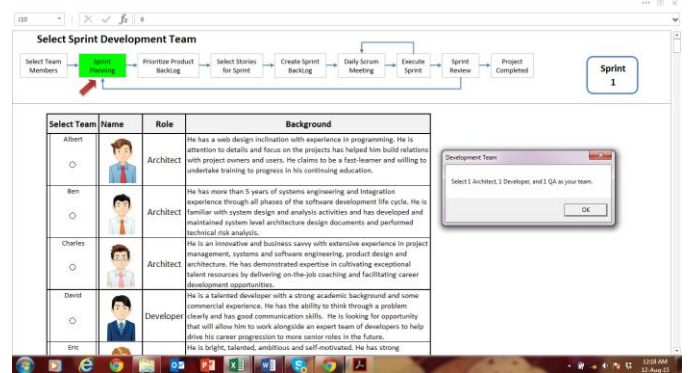 J10
fx
6
Select Sprint Development Team
Select Team
Members
Sprint
Planning
Prioritize Product
BackLog
Select Stories
for Sprint
Create Sprint
BackLog
Daily Scrum
Meeting
Execute
Sprint
Sprint
Review
Project
Completed
Sprint
1
Select Team Name Role Background
Albert
Architect
He has a web design inclination with experience in programming. He is
attention to details and focus on the projects has helped him build relations
with project owners and users. He claims to be a fast-learner and willing to
undertake training to progress in his continuing education.
Ben
Architect
He has more than 5 years of systems engineering and Integration
experience through all phases of the software development life cycle. He is
familiar with system design and analysis activities and has developed and
maintained system level architecture design documents and performed
technical risk analysis.
Charles
Architect
He is an innovative and business savvy with extensive experience in project
management, systems and software engineering, product design and
architecture. He has demonstrated expertise in cultivating exceptional
talent resources by delivering on-the-job coaching and facilitating career
development opportunities.
David
Developer
He is a talented developer with a strong academic background and some
commercial experience. He has the ability to think through a problem
clearly and has good communication skills. He is looking for opportunity
that will allow him to work alongside an expert team of developers to help
drive his career progression to more senior roles in the future.
Eric
He is bright, talented, ambitious and self-motivated. He has strong
Development Team
Select 1 Architect, 1 Developer, and 1 QA as your team.
OK
12:18 AM
12-Aug-15